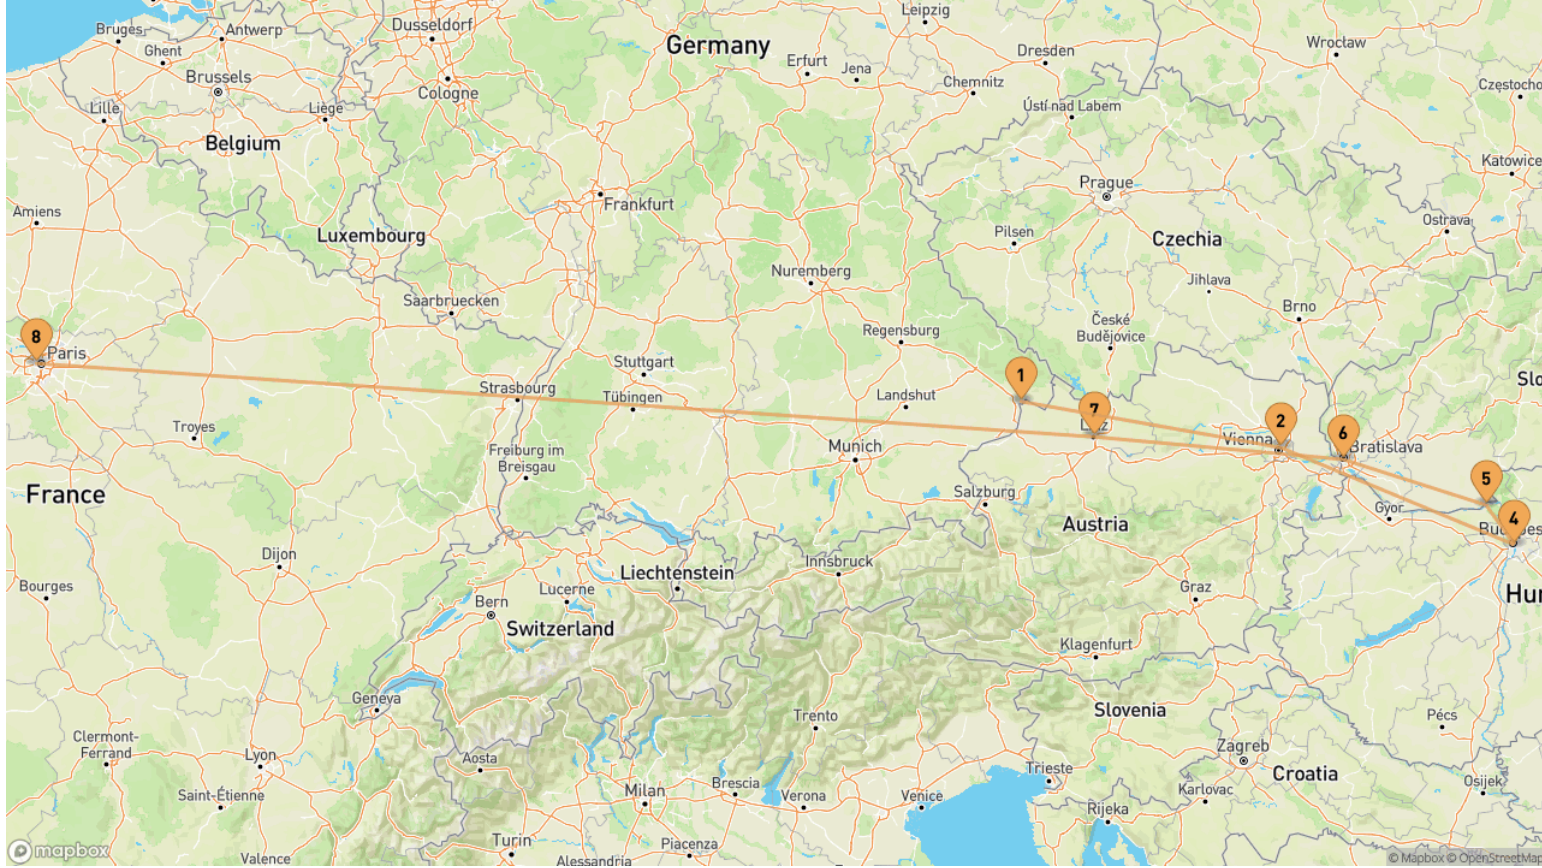 Leipzig
Bruges
Antwerp
Dusseldorf
Germany
Wrocław
Ghent
Erfurt
Jena
Dresden
Brussels
Cologne
Chemnitz
Częstocho
Lille
Liège
Ústí nad Labem
Belgium
Katowice
Prague
Amiens
Frankfurt
Ostrava
Luxembourg
Pilsen
Czechia
Nuremberg
Jihlava
Saarbruecken
Brno
České
Budějovice
Regensburg
8
Paris
Stuttgart
1
Slo
Strasbourg
Tübingen
Landshut
7
2
Troyes
Vienna
6
Bratislava
Munich
Freiburg im
Breisgau
5
France
Salzburg
Gyor
4
Austria
Dijon
Innsbruck
Liechtenstein
Bourges
Bern
Lucerne
Graz
Hur
Switzerland
Klagenfurt
Geneva
Slovenia
Trento
Pécs
Clermont-
Ferrand
Lyon
Aosta
Zagreb
Croatia
Trieste
Osijek
Saint-Étienne
Milan
Brescia
Verona
Venice
Karlovac
Rijeka
Turin
Piacenza
mapbox
Valence
Alessandria
© Mapbox © OpenStreetMap